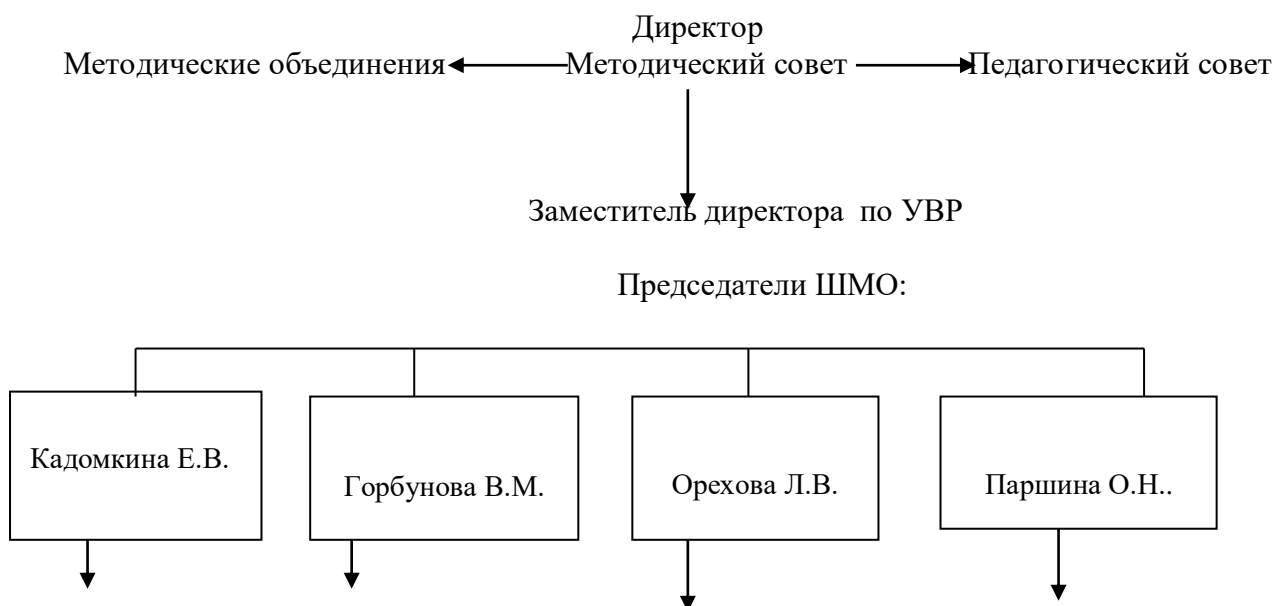 Директор
Методические объединения Методический совет Педагогический совет
Заместитель директора по УВР
Председатели ШМО:
Кадомкина Е.В.
Горбунова В.М.
Орехова Л.В.
Паршина О.Н..